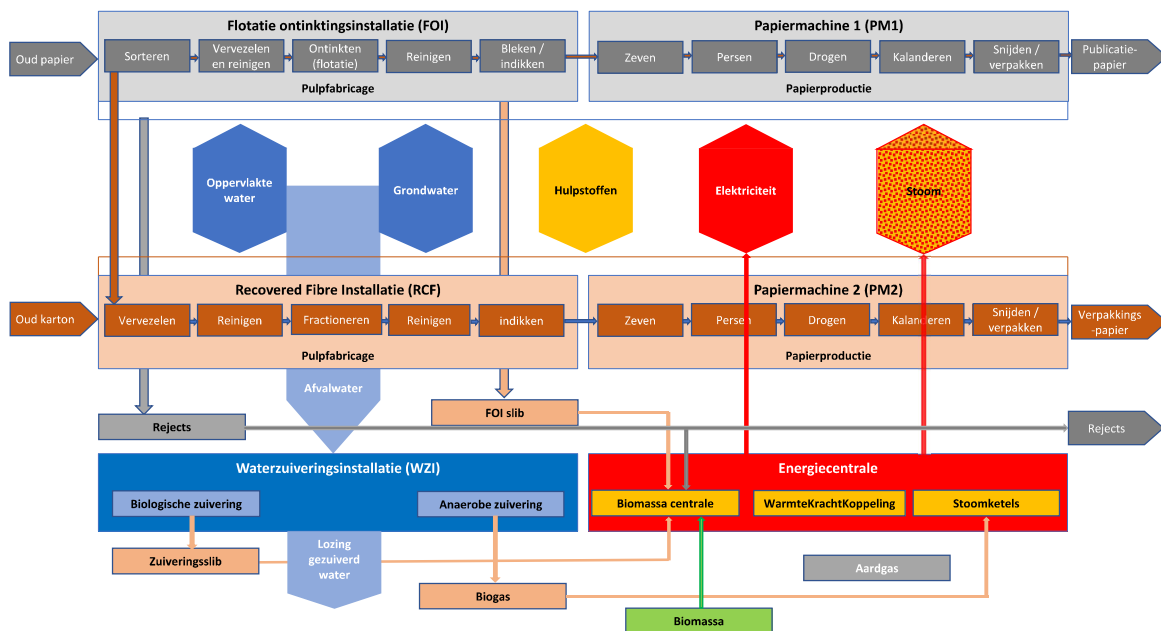 Flotatie ontinktingsinstallatie (FOI)
Papiermachine 1 (PM1)
Oud papier
Sorteren
Vervezelen
en reinigen
Ontinkten
(flotatie)
Reinigen
Bleken /
indikken
Zeven
Persen
Drogen
Kalanderen
Snijden /
verpakken
Publicatie-
papier
Pulpfabricage
Papierproductie
Oppervlakte
water
Grondwater
Hulpstoffen
Elektriciteit
Stoom
Recovered Fibre Installatie (RCF)
Papiermachine 2 (PM2)
Oud karton
Vervezelen
Reinigen
Fractioneren
Reinigen
indikken
Zeven
Persen
Drogen
Kalanderen
Snijden /
verpakken
Verpakkings
-papier
Pulpfabricage
Papierproductie
Afvalwater
FOI slib
Rejects
Rejects
Waterzuiveringsinstallatie (WZI)
Energiecentrale
Biologische zuivering
Anaerobe zuivering
Biomassa centrale
WarmteKrachtKoppeling
Stoomketels
Zuiveringsslib
Lozing
gezuiverd
water
Aardgas
Biogas
Biomassa